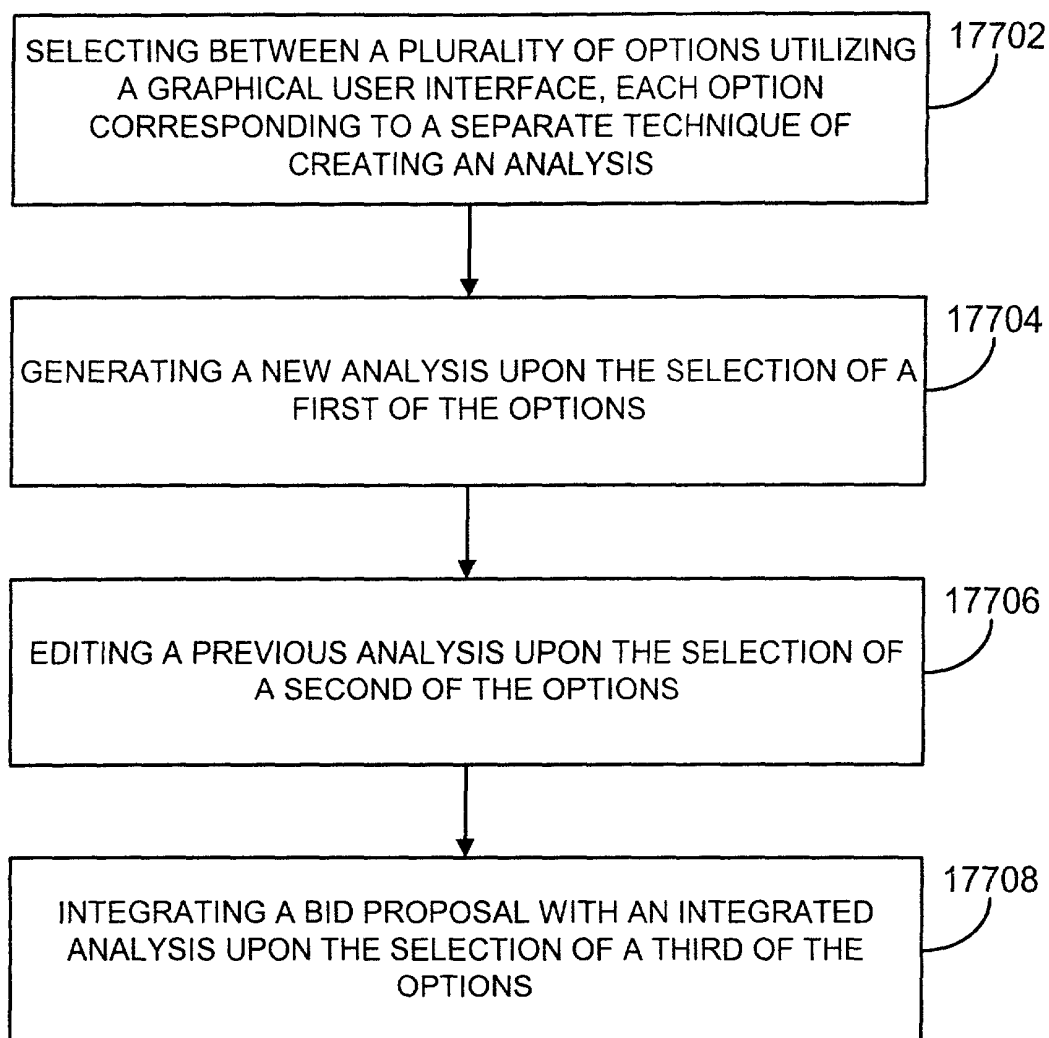 SELECTING BETWEEN A PLURALITY OF OPTIONS UTILIZING
A GRAPHICAL USER INTERFACE, EACH OPTION
CORRESPONDING TO A SEPARATE TECHNIQUE OF
CREATING AN ANALYSIS
17702
GENERATING A NEW ANALYSIS UPON THE SELECTION OF A
FIRST OF THE OPTIONS
17704
EDITING A PREVIOUS ANALYSIS UPON THE SELECTION OF
A SECOND OF THE OPTIONS
17706
INTEGRATING A BID PROPOSAL WITH AN INTEGRATED
ANALYSIS UPON THE SELECTION OF A THIRD OF THE
OPTIONS
17708